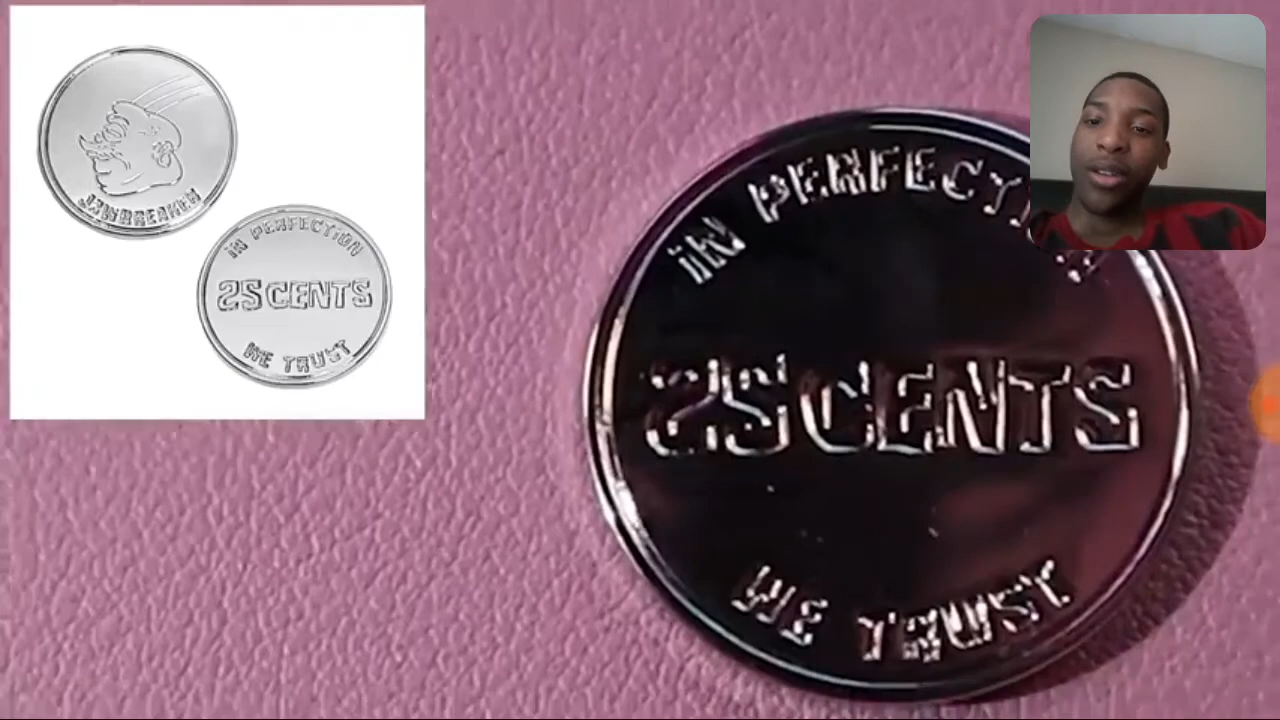 JAWBREAKER
iN PERFECTiON
25CENTS
WE TRUST
iN PERFECTi
25CENTS
WE TRUST